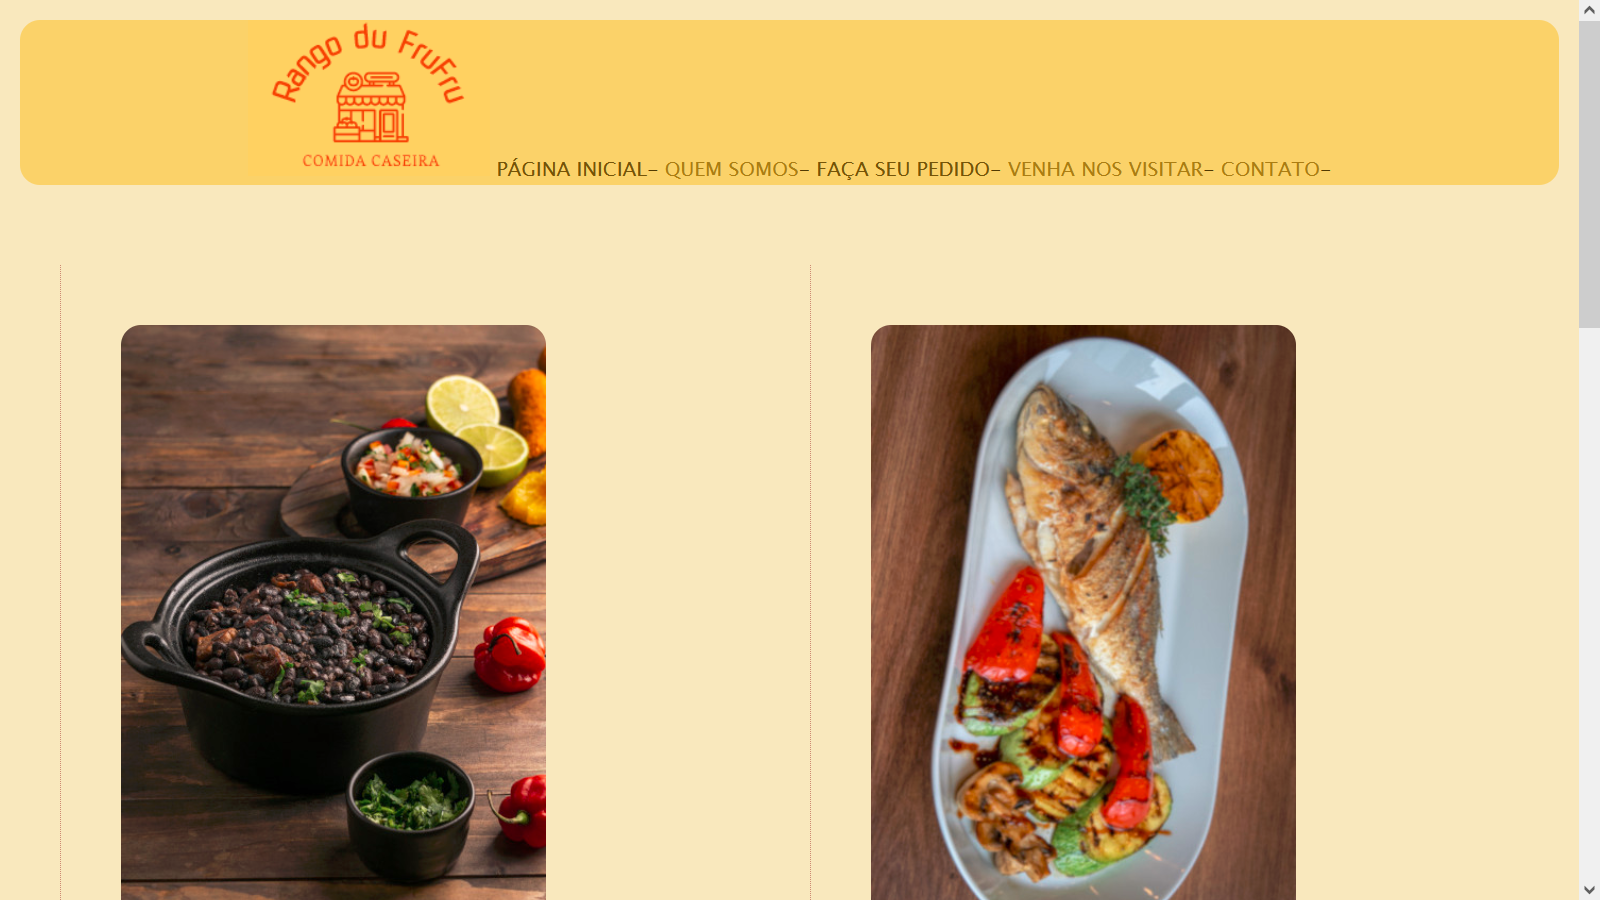 Rango du FruFru
COMIDA CASEIRA
PÁGINA INICIAL- QUEM SOMOS- FAÇA SEU PEDIDO- VENHA NOS VISITAR- CONTATO-